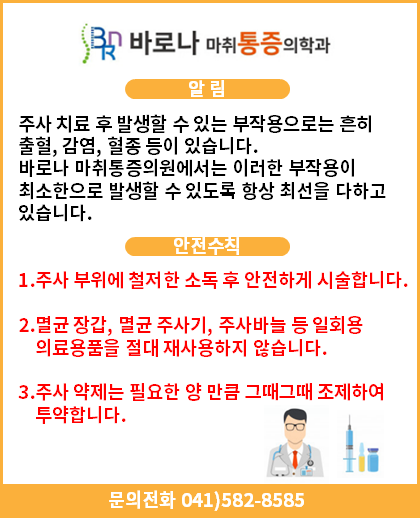 BNR 바로나 마취통증의학과
알 림
주사 치료 후 발생할 수 있는 부작용으로는 흔히
출혈, 감염, 혈종 등이 있습니다.
바로나 마취통증의원에서는 이러한 부작용이
최소한으로 발생할 수 있도록 항상 최선을 다하고
있습니다.
안전수칙
1.주사 부위에 철저한 소독 후 안전하게 시술합니다.
2.멸균 장갑, 멸균 주사기, 주사바늘 등 일회용
의료용품을 절대 재사용하지 않습니다.
3.주사 약제는 필요한 양 만큼 그때그때 조제하여
투약합니다.
문의전화 041)582-8585